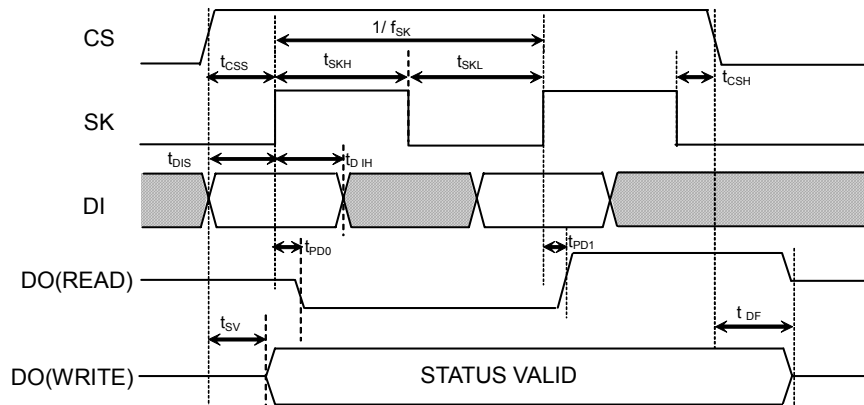 1/ fSK
CS
tCSS
tSKH
tSKL
tCSH
SK
tDIS
tD IH
DI
tPD0
tPD1
DO(READ)
tSV
t DF
DO(WRITE)
STATUS VALID